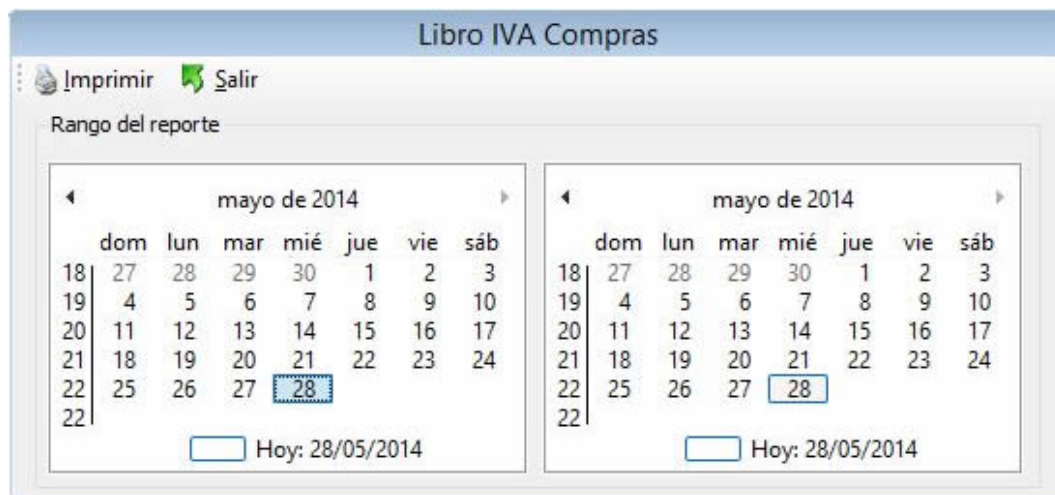 Libro IVA Compras
Imprimir Salir
Rango del reporte
mayo de 2014
dom lun mar mié jue vie sáb
18 27 28 29 30 1 2 3
19 4 5 6 7 8 9 10
20 11 12 13 14 15 16 17
21 18 19 20 21 22 23 24
22 25 26 27 28
22
Hoy: 28/05/2014
mayo de 2014
dom lun mar mié jue vie sáb
18 27 28 29 30 1 2 3
19 4 5 6 7 8 9 10
20 11 12 13 14 15 16 17
21 18 19 20 21 22 23 24
22 25 26 27 28
22
Hoy: 28/05/2014